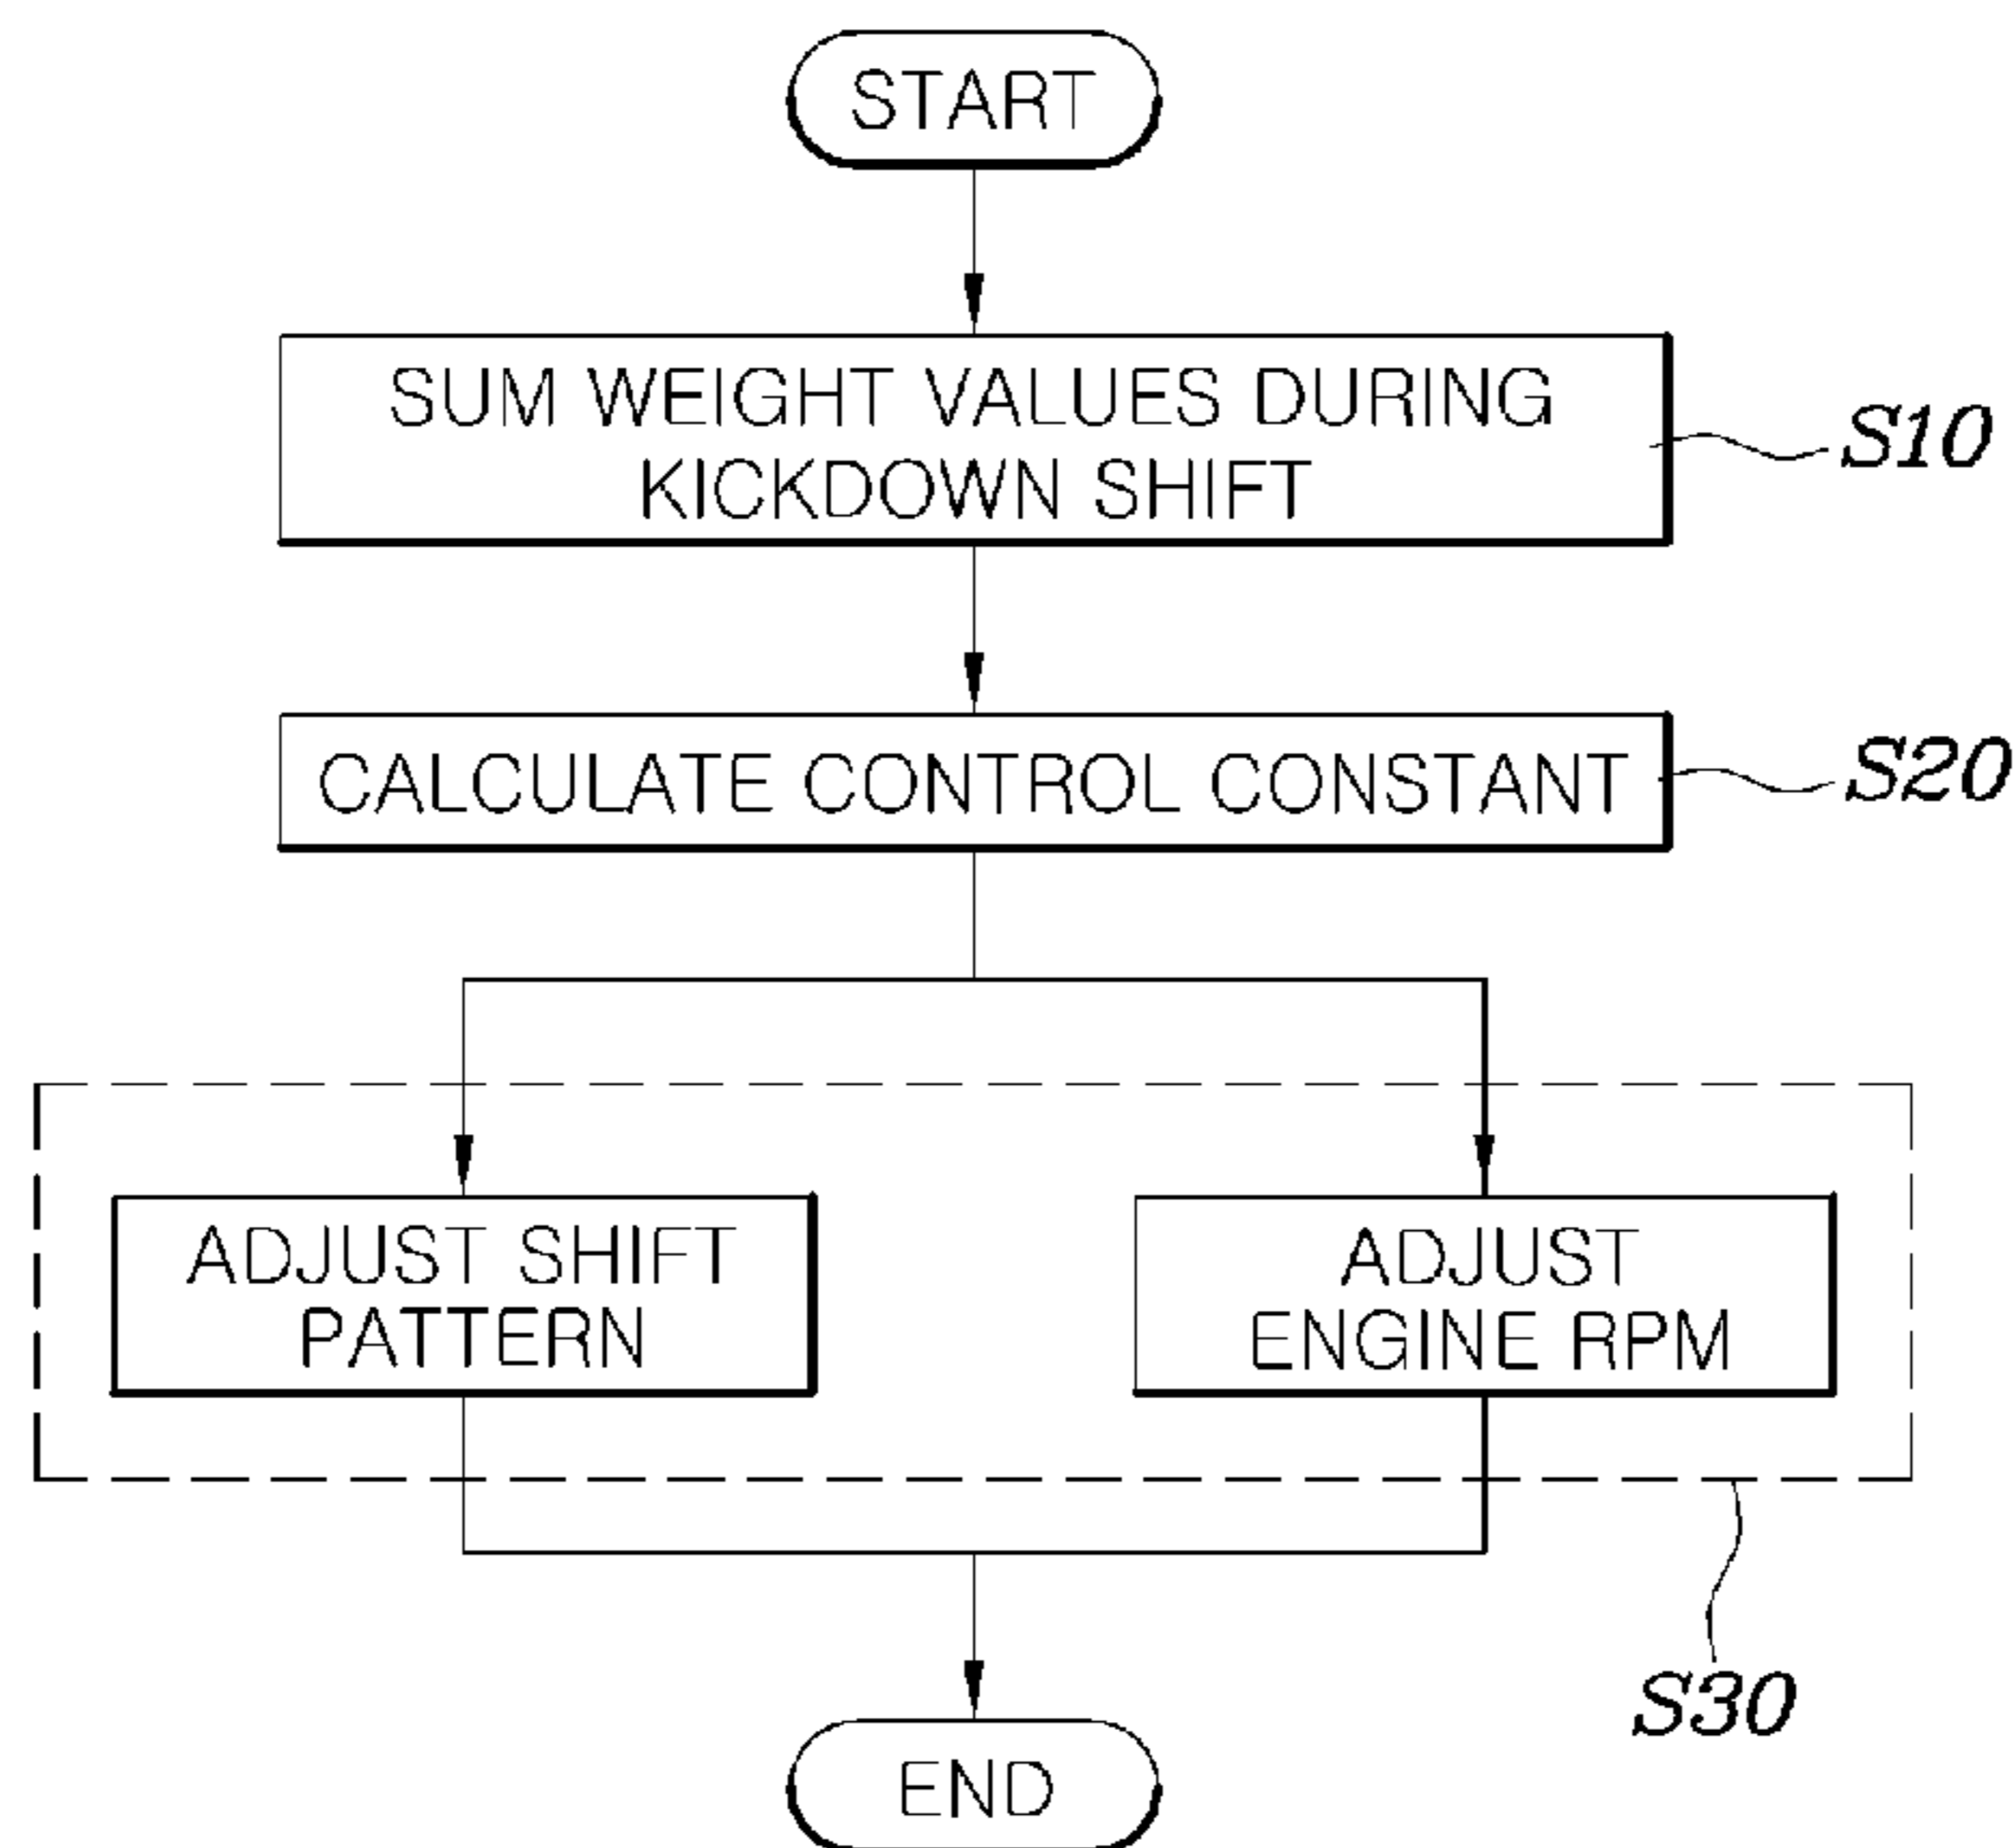 START
SUM WEIGHT VALUES DURING
KICKDOWN SHIFT
S10
CALCULATE CONTROL CONSTANT
S20
ADJUST SHIFT
PATTERN
ADJUST
ENGINE RPM
S30
END